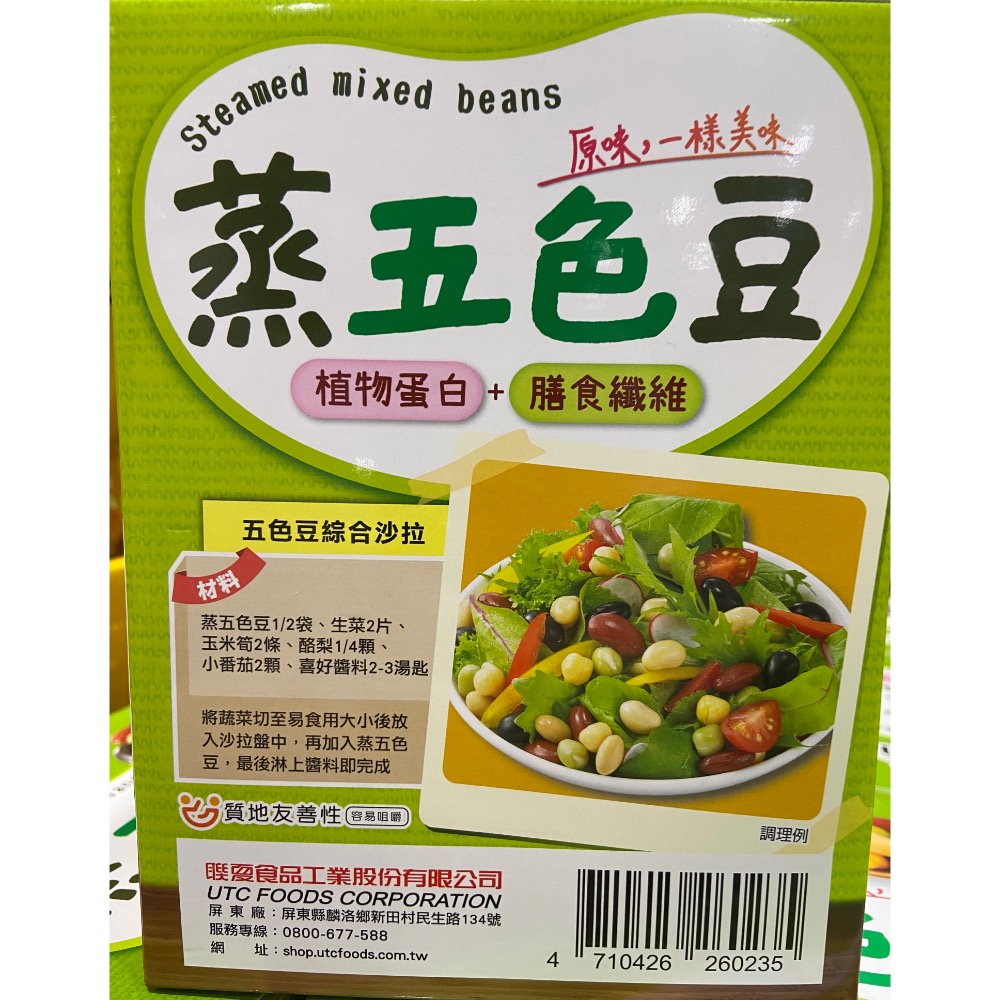 Steamed mixed beans
原味，一樣美味
蒸五色豆
植物蛋白+膳食纖維
五色豆綜合沙拉
材料
蒸五色豆1/2袋、生菜2片、
玉米筍2條、酪梨1/4顆、
小番茄2顆、喜好醬料2-3湯匙
將蔬菜切至易食用大小後放
入沙拉盤中，再加入蒸五色
豆，最後淋上醬料即完成
質地友善性 容易咀嚼
調理例
聯夏食品工業股份有限公司
UTC FOODS CORPORATION
屏東廠：屏東縣麟洛鄉新田村民生路134號
服務專線：0800-677-588
網 址：shop.utcfoods.com.tw
4 710426 260235